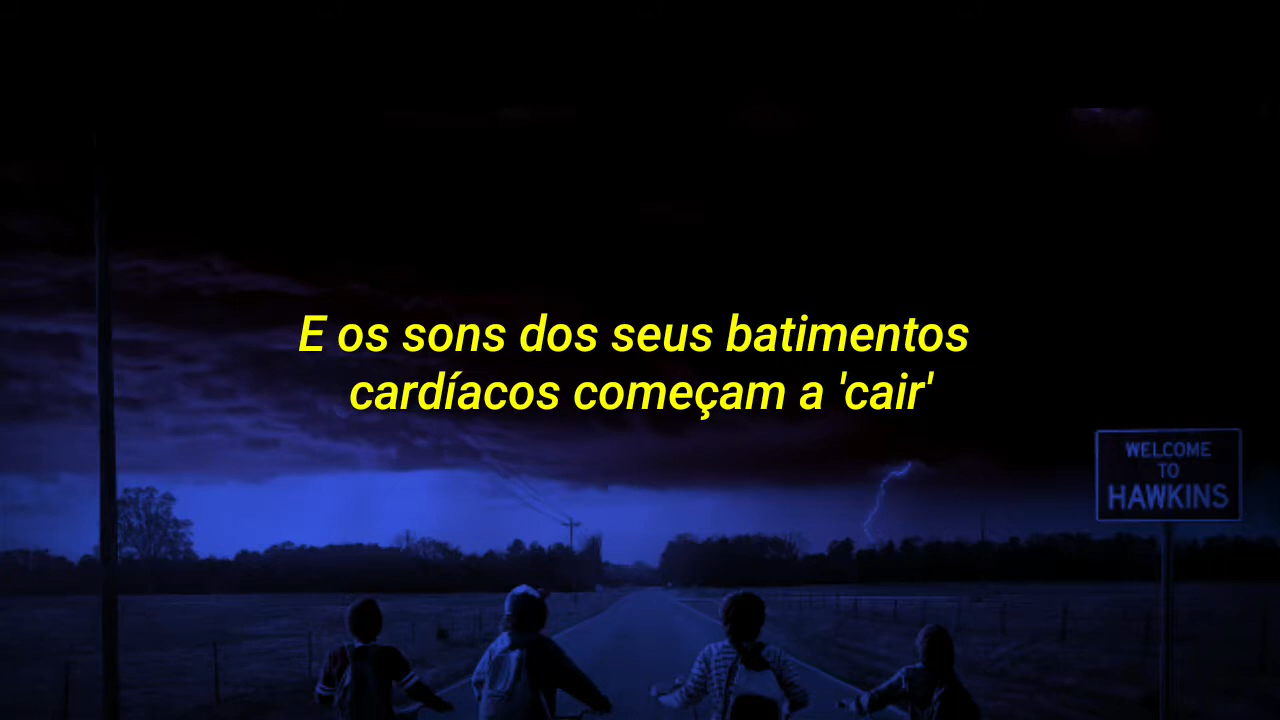 E os sons dos seus batimentos
cardíacos começam a 'cair'
WELCOME
TO
HAWKINS